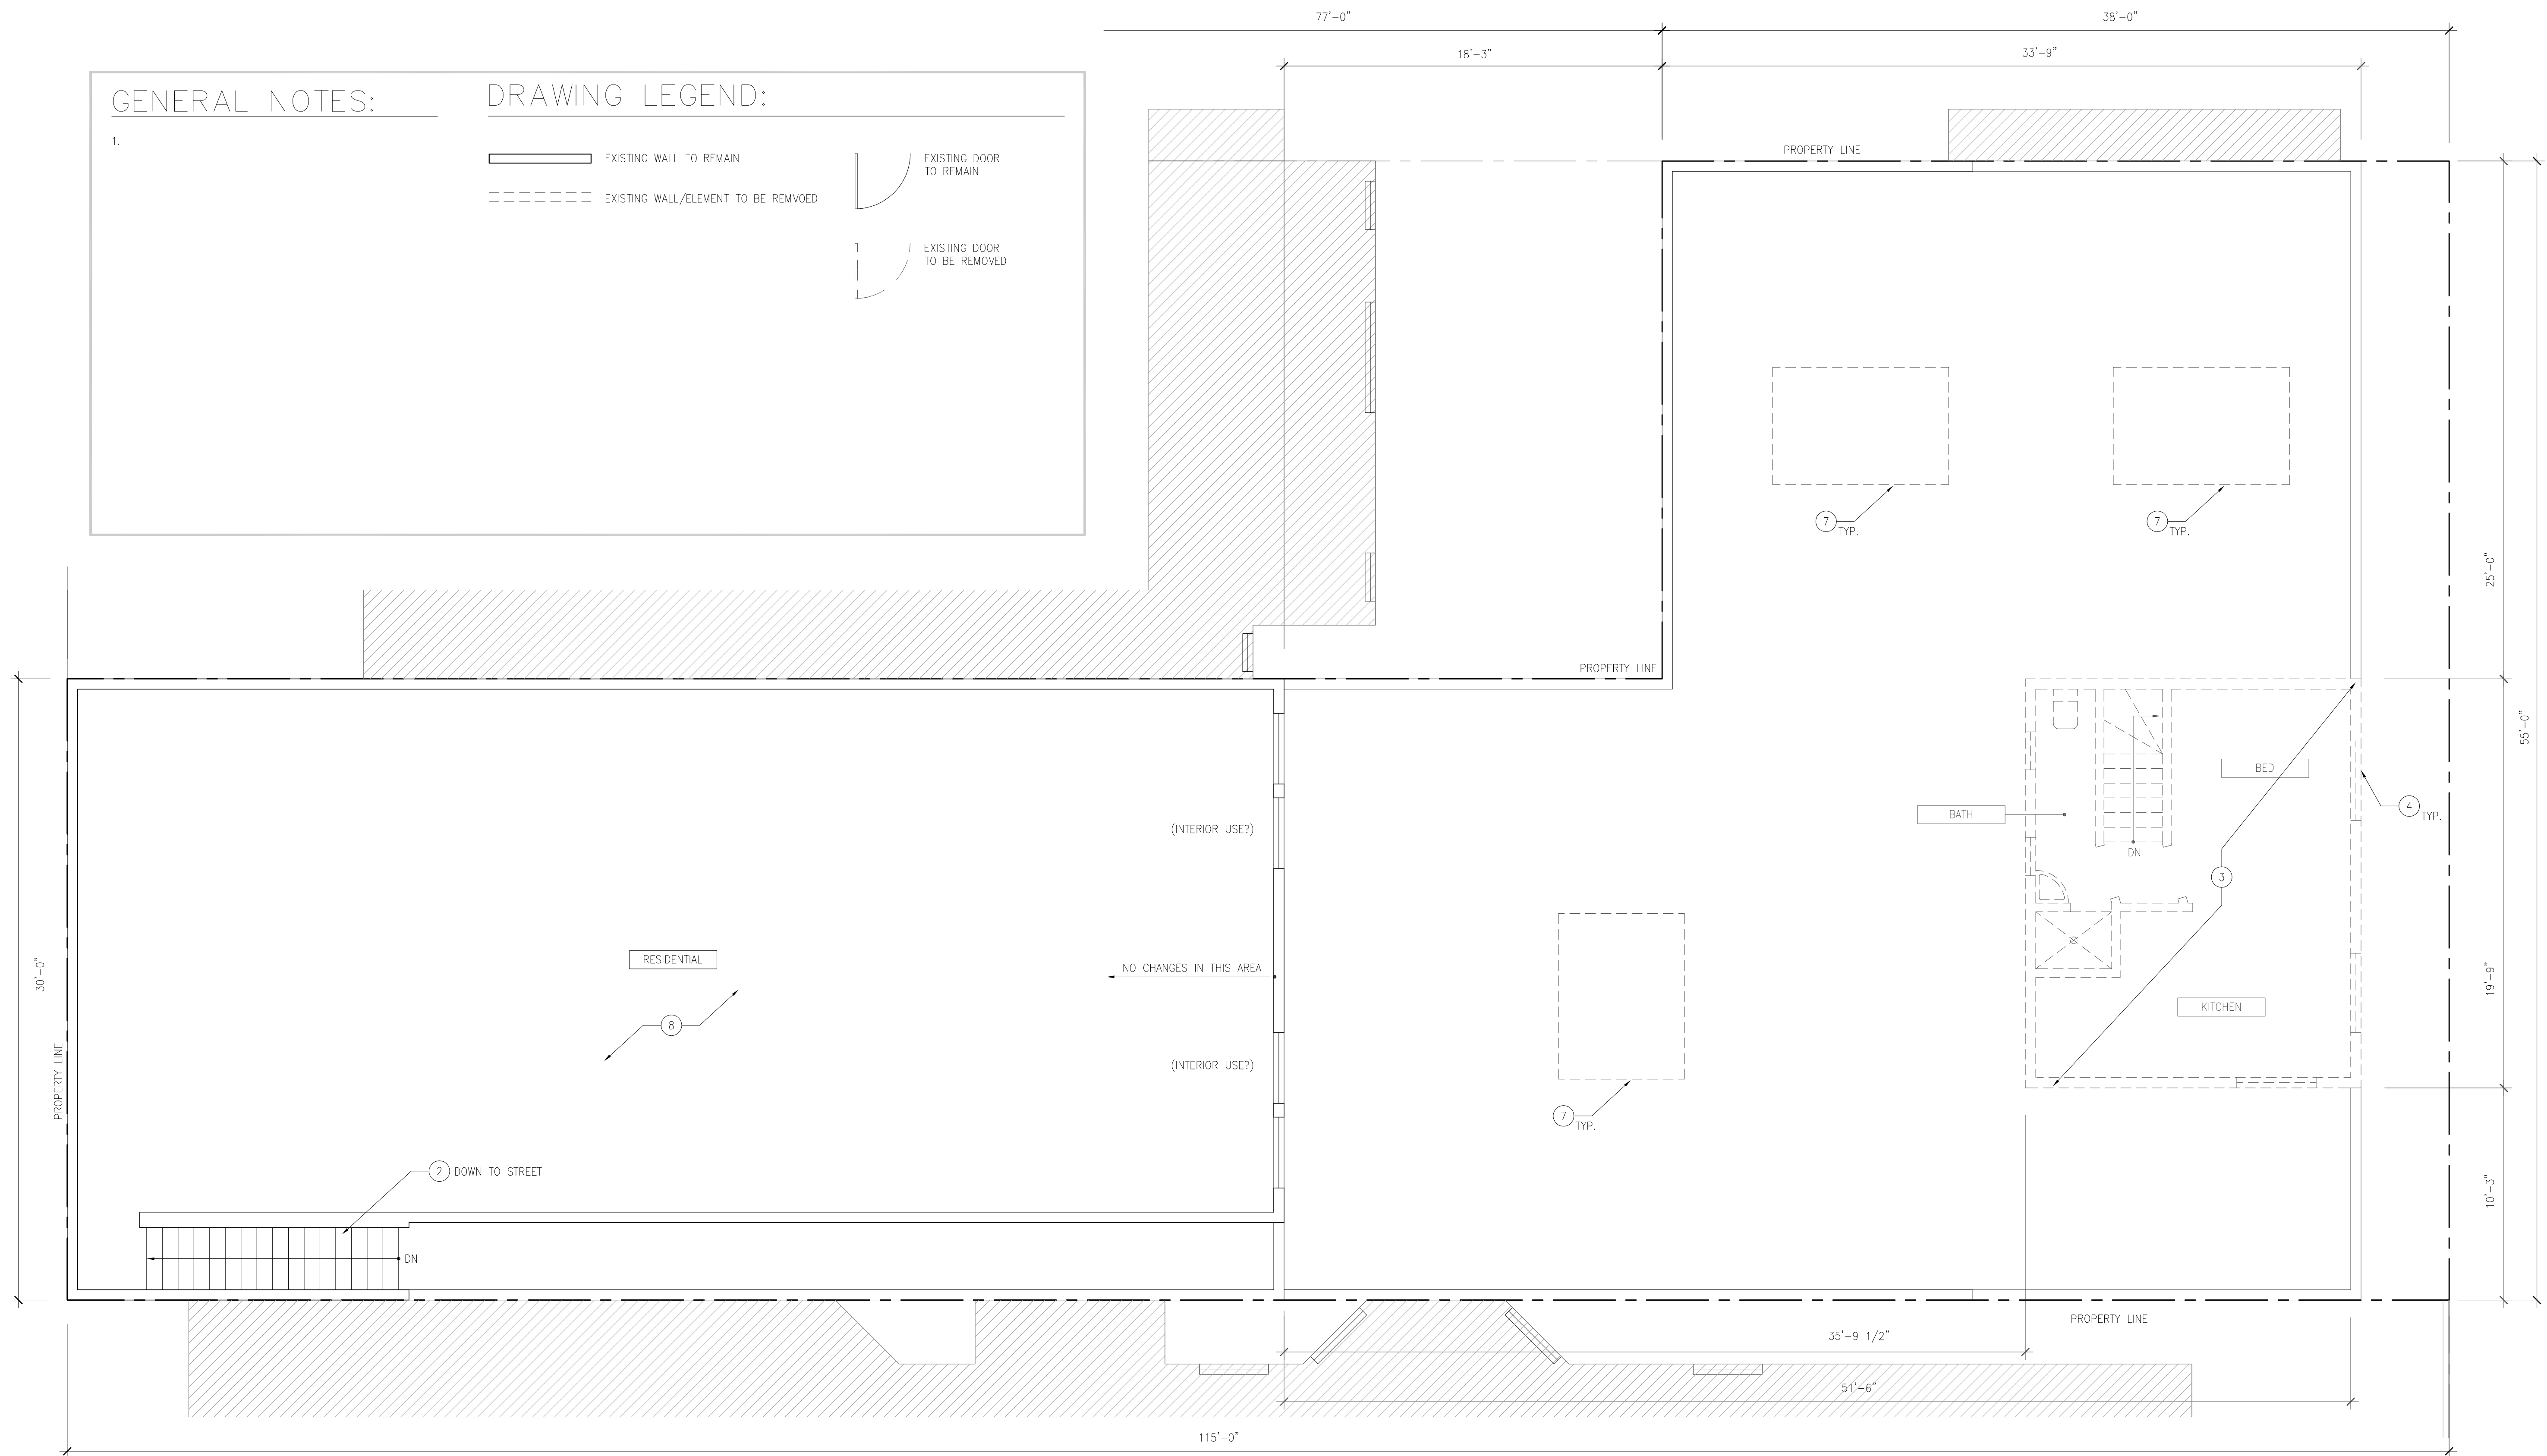 77'-0"
38'-0"
18'-3"
33'-9"
GENERAL NOTES:
DRAWING LEGEND:
1.
EXISTING WALL TO REMAIN
EXISTING DOOR
TO REMAIN
EXISTING WALL/ELEMENT TO BE REMVOED
EXISTING DOOR
TO BE REMOVED
PROPERTY LINE
7
TYP.
7
TYP.
25'-0"
PROPERTY LINE
55'-0"
BED
BATH
4
TYP.
(INTERIOR USE?)
DN
3
RESIDENTIAL
NO CHANGES IN THIS AREA
30'-0"
19'-9"
KITCHEN
8
(INTERIOR USE?)
PROPERTY LINE
7
TYP.
2
DOWN TO STREET
10'-3"
DN
PROPERTY LINE
35'-9 1/2"
51'-6"
115'-0"